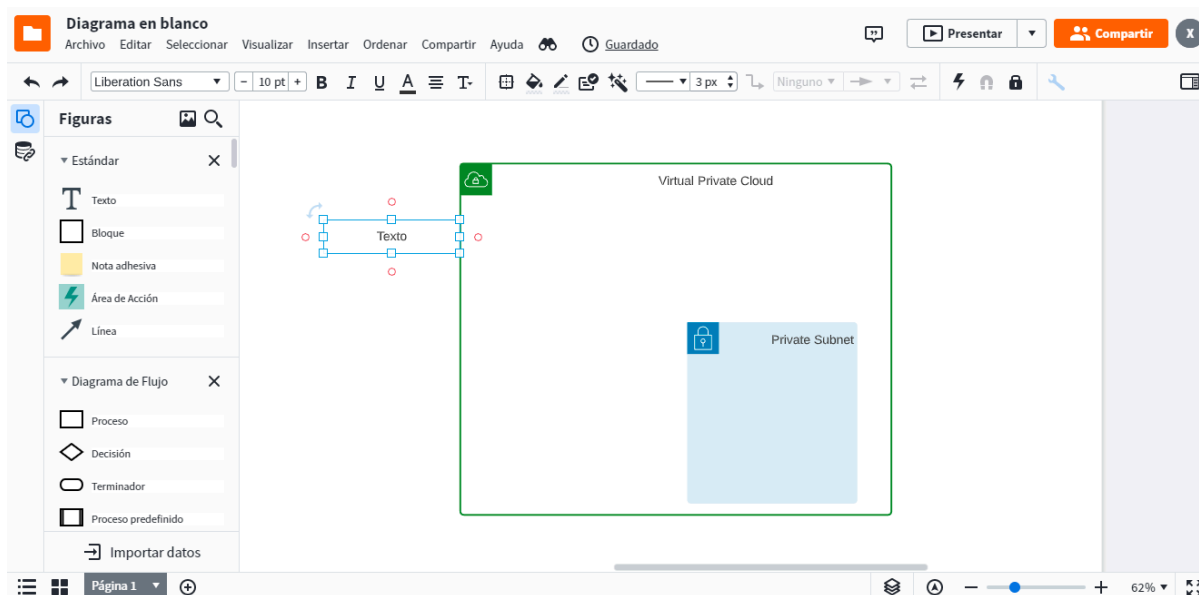 Diagrama en blanco
Archivo Editar Seleccionar Visualizar Insertar Ordenar Compartir Ayuda Guardado
Presentar
Compartir
X
Liberation Sans
10 pt
B I U A T
3 px
Ninguno
Figuras
Estándar
Texto
Bloque
Nota adhesiva
Área de Acción
Línea
Diagrama de Flujo
Proceso
Decisión
Terminador
Proceso predefinido
Importar datos
Virtual Private Cloud
Texto
Private Subnet
Página 1
62%